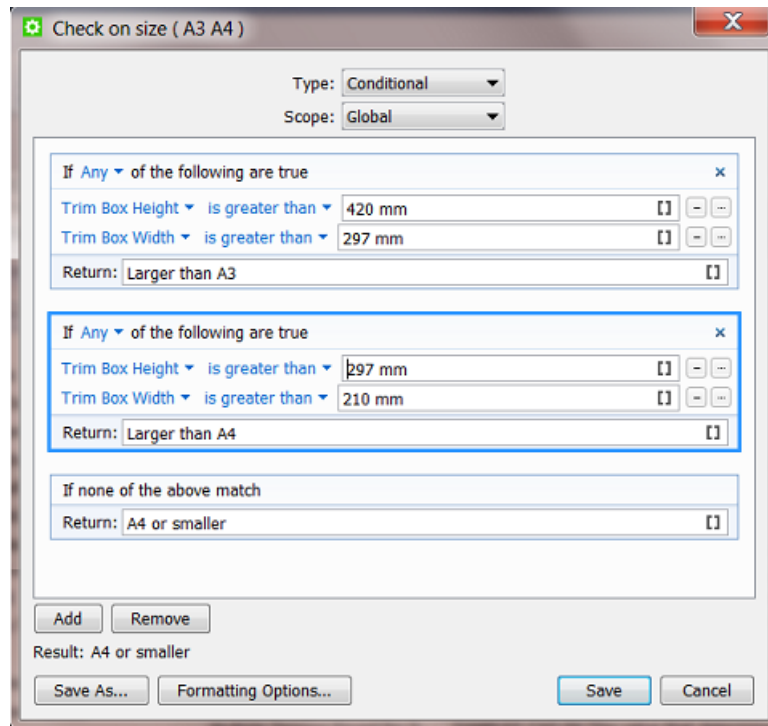 Check on size ( A3 A4 )
Type: Conditional
Scope: Global
If Any of the following are true
Trim Box Height is greater than 420 mm
Trim Box Width is greater than 297 mm
Return: Larger than A3
If Any of the following are true
Trim Box Height is greater than 297 mm
Trim Box Width is greater than 210 mm
Return: Larger than A4
If none of the above match
Return: A4 or smaller
Add Remove
Result: A4 or smaller
Save As... Formatting Options... Save Cancel